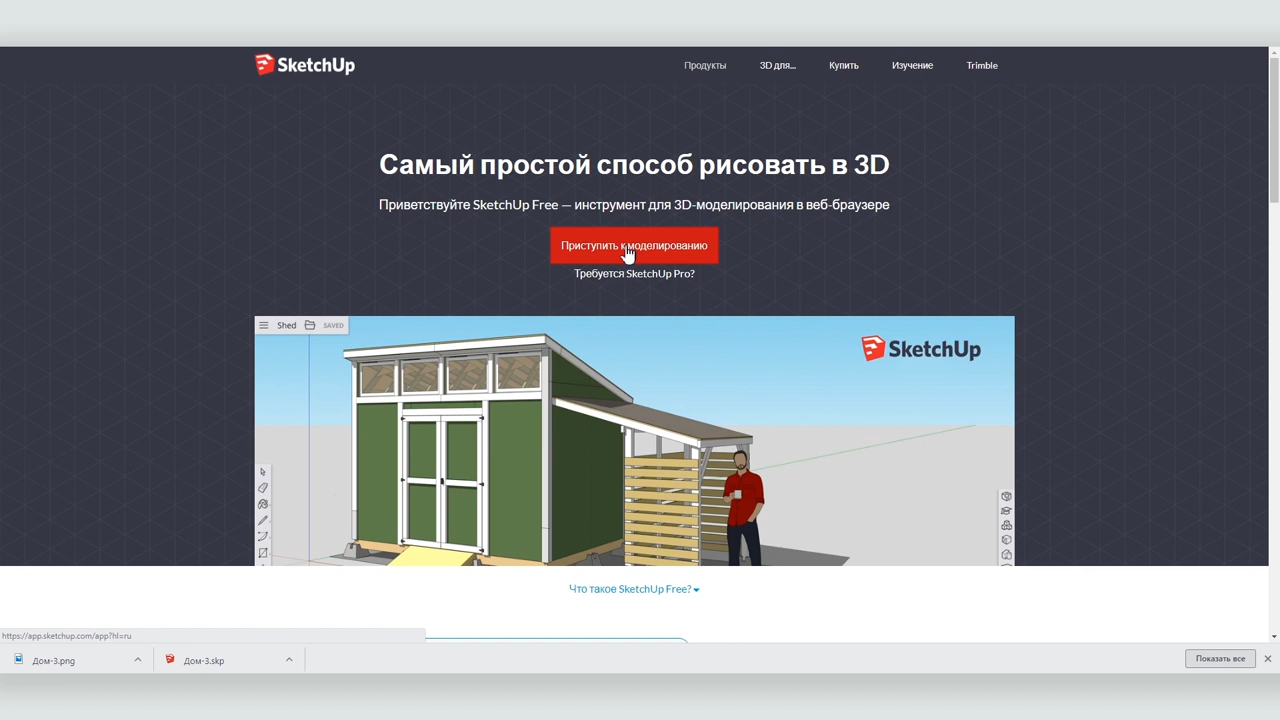 SketchUp
Продукты
3D для...
Купить
Изучение
Trimble
Самый простой способ рисовать в 3D
Приветствуйте SketchUp Free — инструмент для 3D-моделирования в веб-браузере
Приступить к моделированию
Требуется SketchUp Pro?
Shed
SAVED
SketchUp
Что такое SketchUp Free?
https://app.sketchup.com/app?hl=ru
Дом-3.png
Дом-3.skp
Показать все